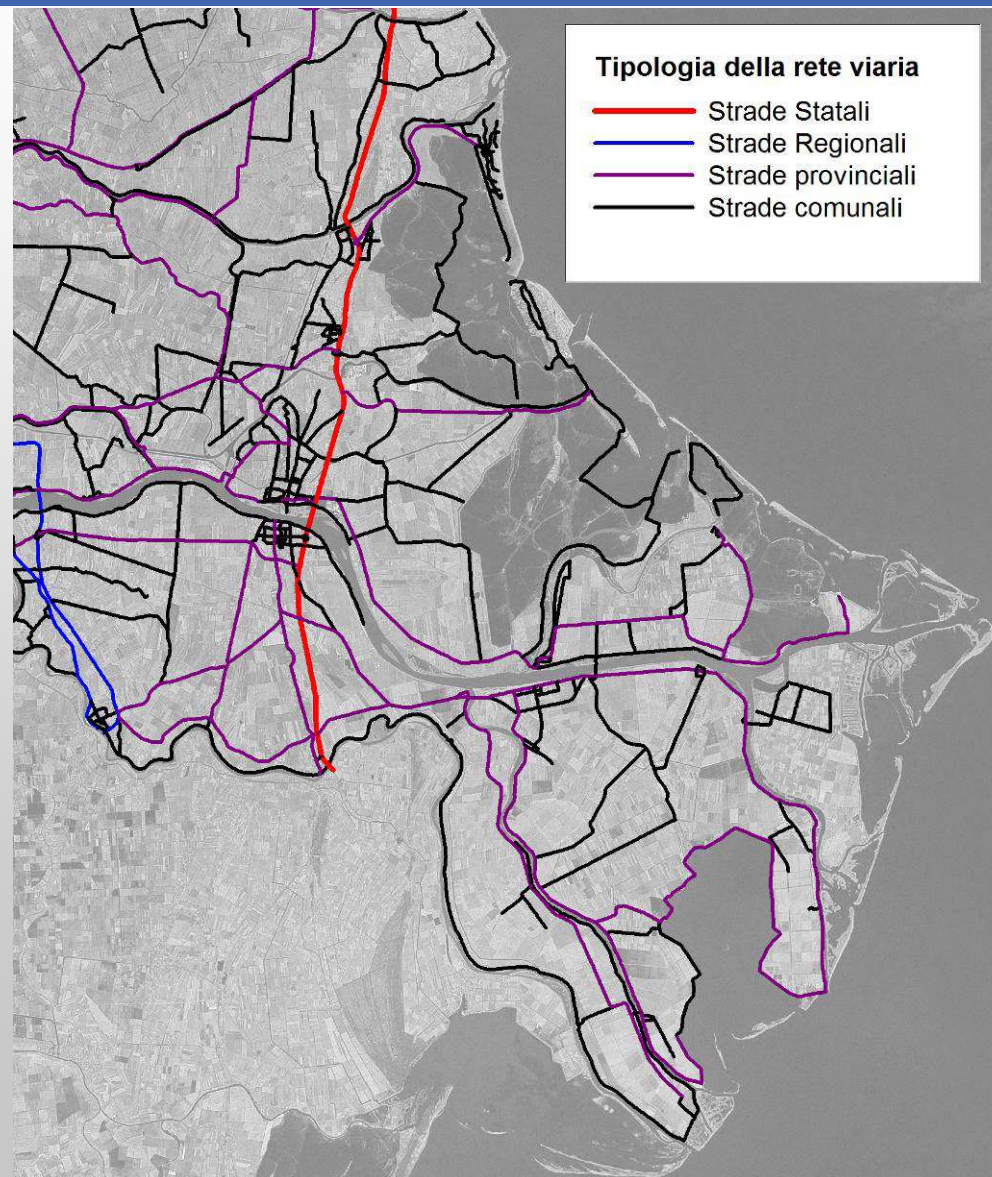 Tipologia della rete viaria
Strade Statali
Strade Regionali
Strade provinciali
Strade comunali